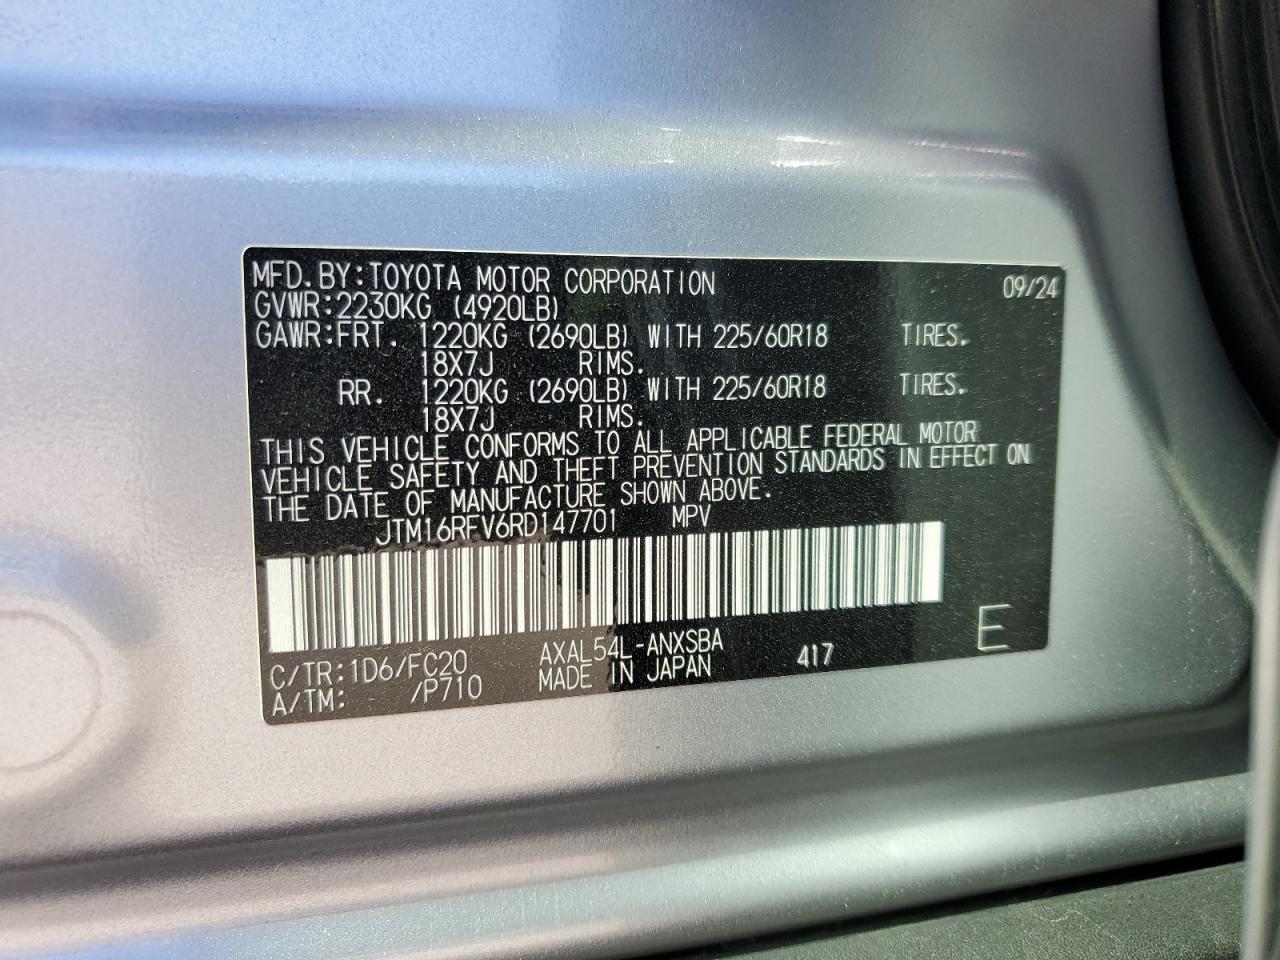 MFD. BY: TOYOTA MOTOR CORPORATION 09/24
GVWR: 2230KG (4920LB)
GAWR: FRT. 1220KG (2690LB) WITH 225/60R18 TIRES.
18X7J RIMS.
RR. 1220KG (2690LB) WITH 225/60R18 TIRES.
18X7J RIMS.
THIS VEHICLE CONFORMS TO ALL APPLICABLE FEDERAL MOTOR
VEHICLE SAFETY AND THEFT PREVENTION STANDARDS IN EFFECT ON
THE DATE OF MANUFACTURE SHOWN ABOVE.
JTM16RFV6RD147701 MPV
C/TR: 1D6/FC20 AXAL54L-ANXSBA 417 E
A/TM: /P710 MADE IN JAPAN